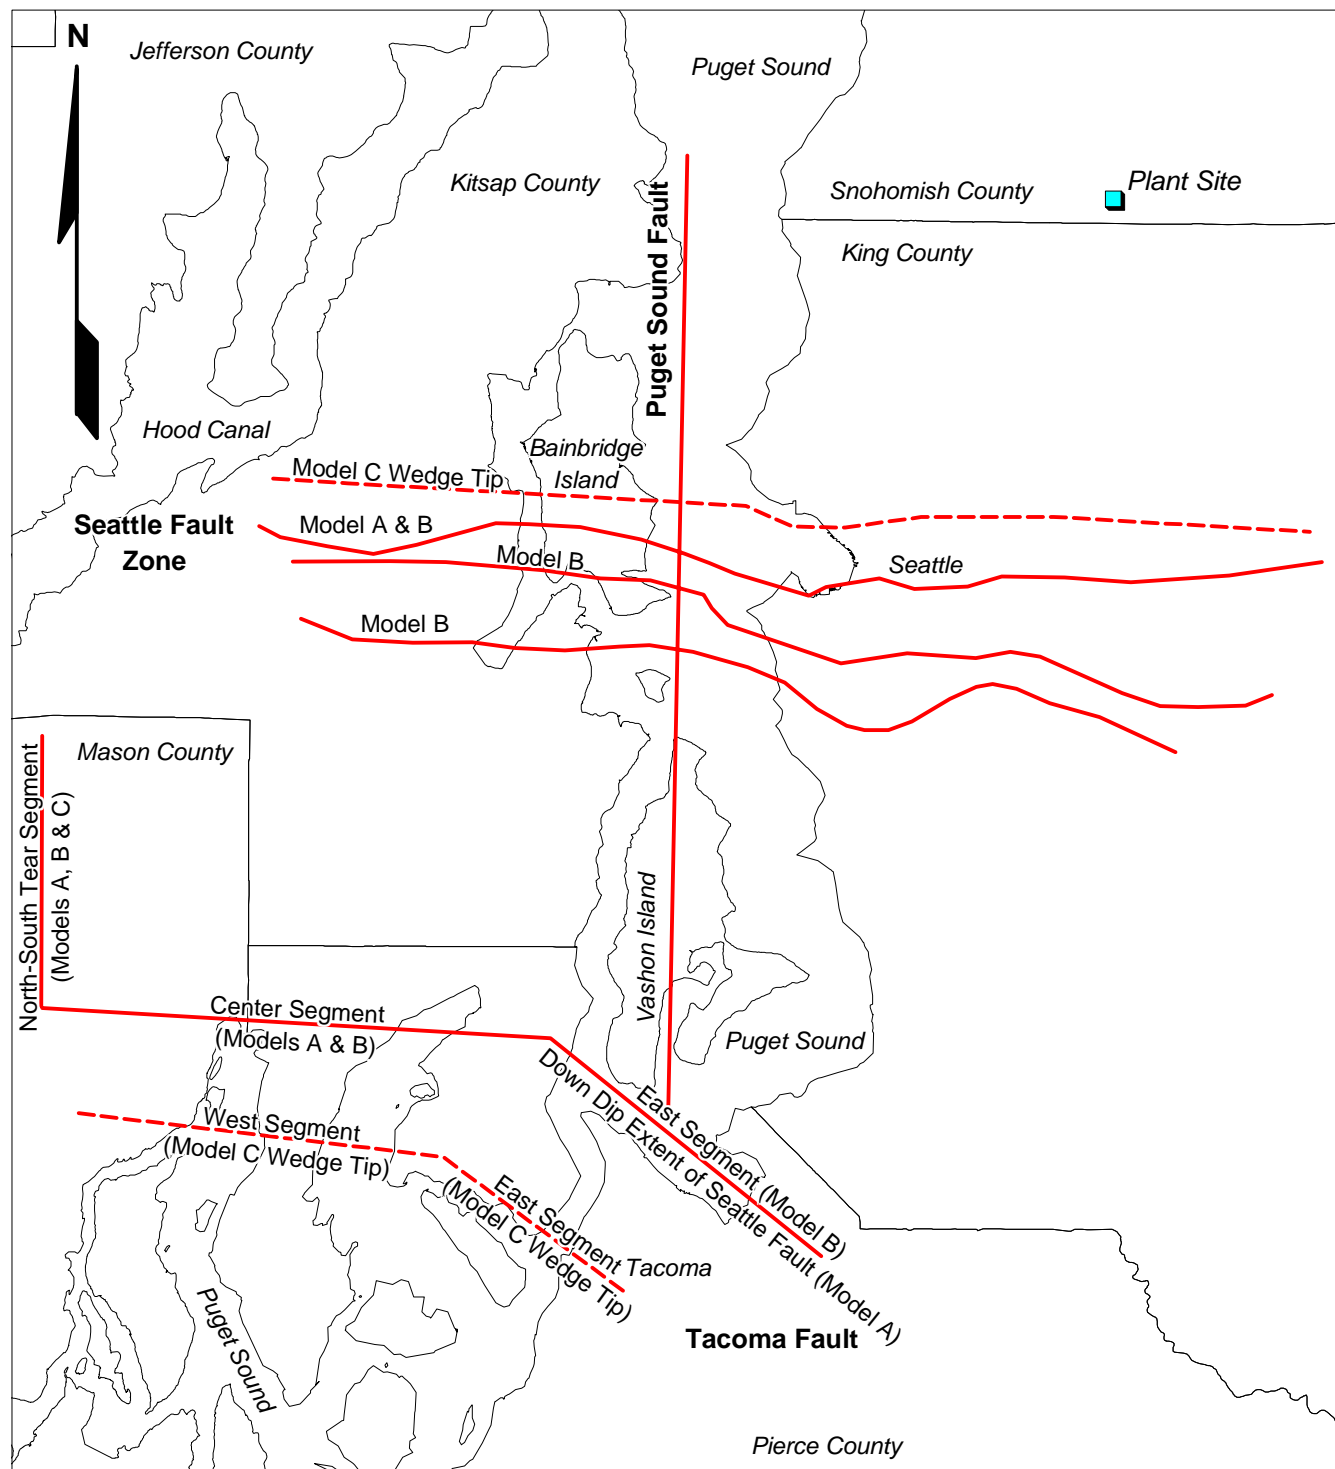 N
Jefferson County
Puget Sound
Kitsap County
Snohomish County
Plant Site
King County
Puget Sound Fault
Hood Canal
Bainbridge
Island
Model C Wedge Tip
Seattle Fault
Zone
Model A & B
Model B
Seattle
Model B
Mason County
North-South Tear Segment
(Models A, B & C)
Vashon Island
Center Segment
(Models A & B)
Puget Sound
East Segment (Model B)
Down Dip Extent of Seattle Fault (Model A)
West Segment
(Model C Wedge Tip)
East Segment
(Model C Wedge Tip)
Tacoma
Puget Sound
Tacoma Fault
Pierce County